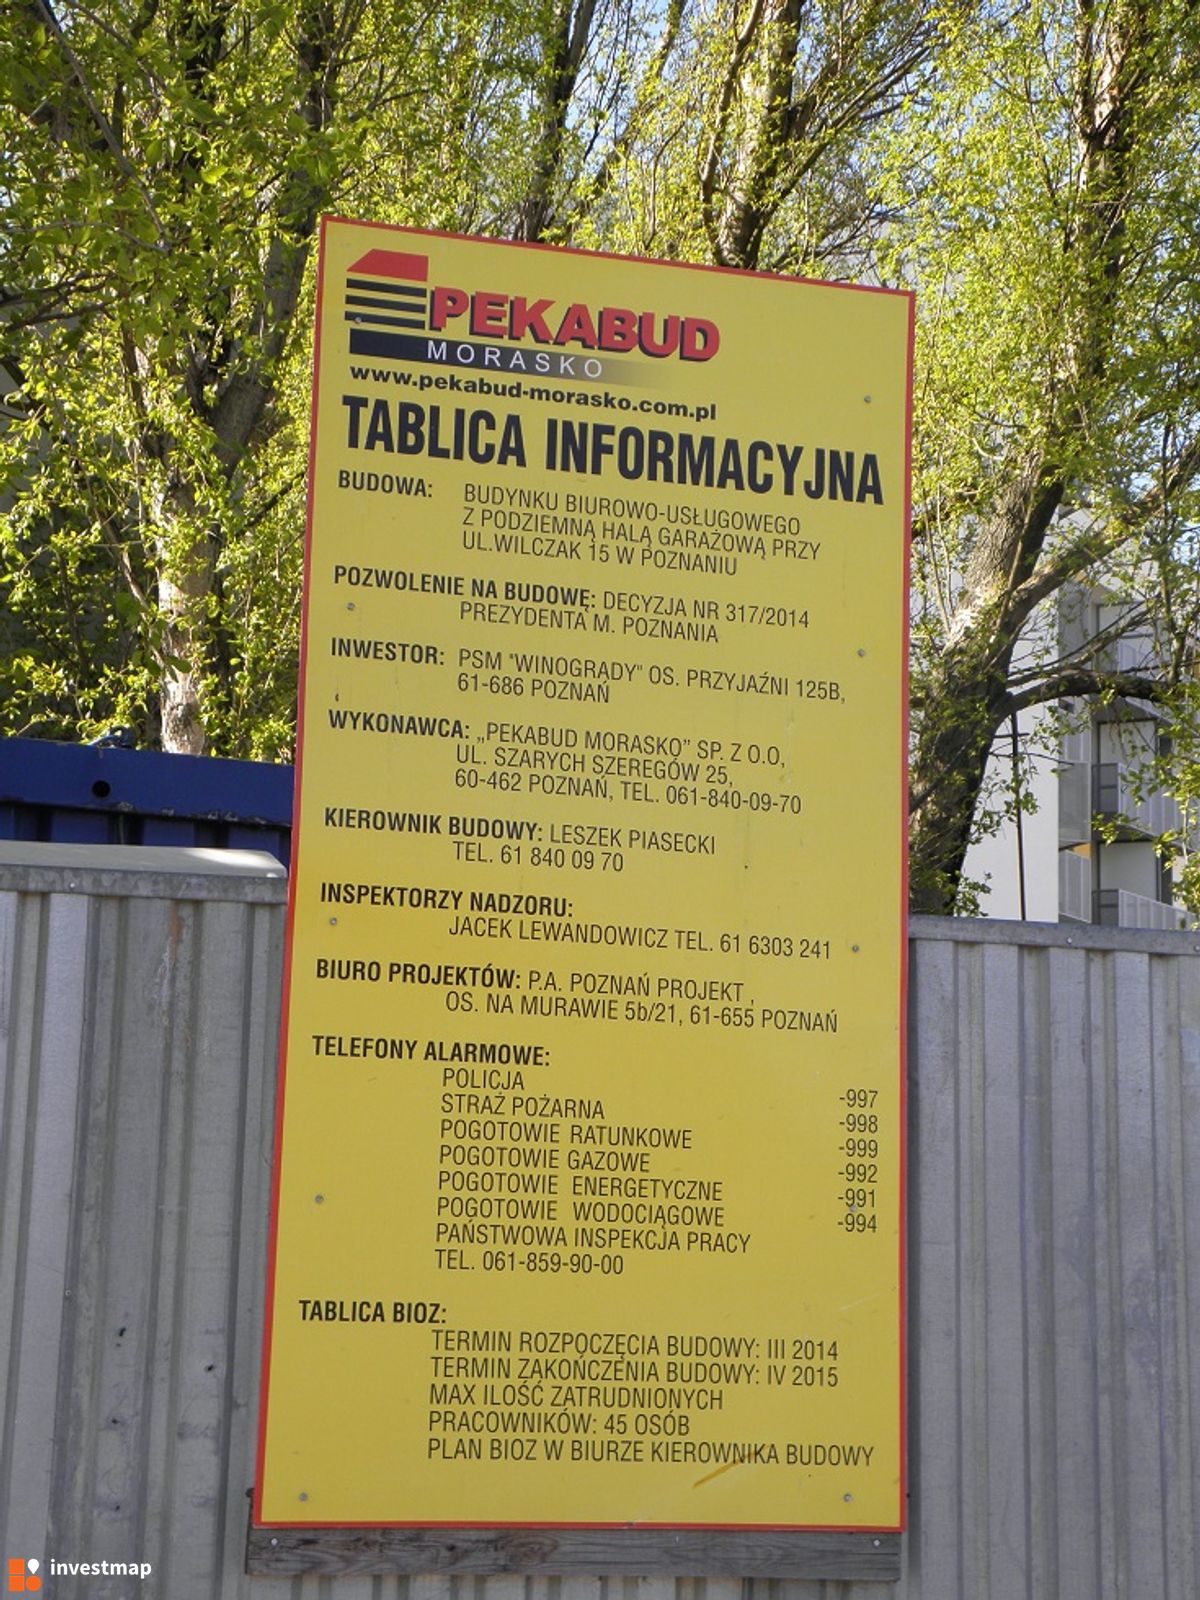 PEKABUD
MORASKO
www.pekabud-morasko.com.pl
TABLICA INFORMACYJNA
BUDOWA: BUDYNKU BIUROWO-USŁUGOWEGO
Z PODZIEMNĄ HALĄ GARAŻOWĄ PRZY
UL.WILCZAK 15 W POZNANIU
POZWOLENIE NA BUDOWĘ: DECYZJA NR 317/2014
PREZYDENTA M. POZNANIA
INWESTOR: PSM "WINOGRADY" OS. PRZYJAŹNI 125B,
61-686 POZNAŃ
WYKONAWCA: „PEKABUD MORASKO” SP. Z O.O,
UL. SZARYCH SZEREGÓW 25,
60-462 POZNAŃ, TEL. 061-840-09-70
KIEROWNIK BUDOWY: LESZEK PIASECKI
TEL. 61 840 09 70
INSPEKTORZY NADZORU:
JACEK LEWANDOWICZ TEL. 61 6303 241
BIURO PROJEKTÓW: P.A. POZNAŃ PROJEKT ,
OS. NA MURAWIE 5b/21, 61-655 POZNAŃ
TELEFONY ALARMOWE:
POLICJA -997
STRAŻ POŻARNA -998
POGOTOWIE RATUNKOWE -999
POGOTOWIE GAZOWE -992
POGOTOWIE ENERGETYCZNE -991
POGOTOWIE WODOCIĄGOWE -994
PAŃSTWOWA INSPEKCJA PRACY
TEL. 061-859-90-00
TABLICA BIOZ:
TERMIN ROZPOCZĘCIA BUDOWY: III 2014
TERMIN ZAKOŃCZENIA BUDOWY: IV 2015
MAX ILOŚĆ ZATRUDNIONYCH
PRACOWNIKÓW: 45 OSÓB
PLAN BIOZ W BIURZE KIEROWNIKA BUDOWY
investmap